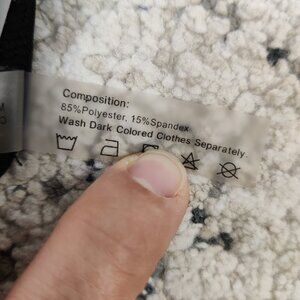 Composition:
85%Polyester, 15%Spandex
Wash Dark Colored Clothes Separately.